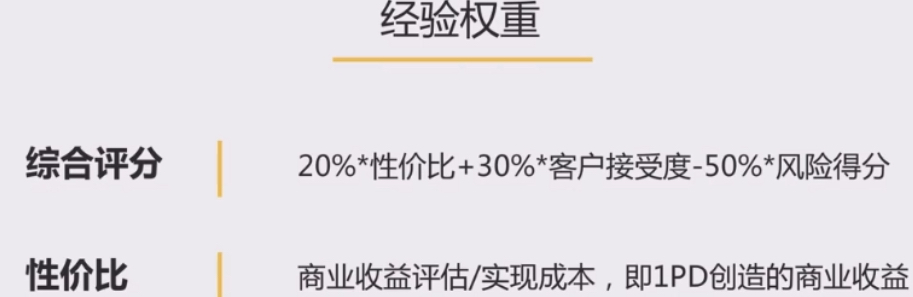 经验权重
综合评分 20%*性价比+30%*客户接受度-50%*风险得分
性价比 商业收益评估/实现成本，即1PD创造的商业收益